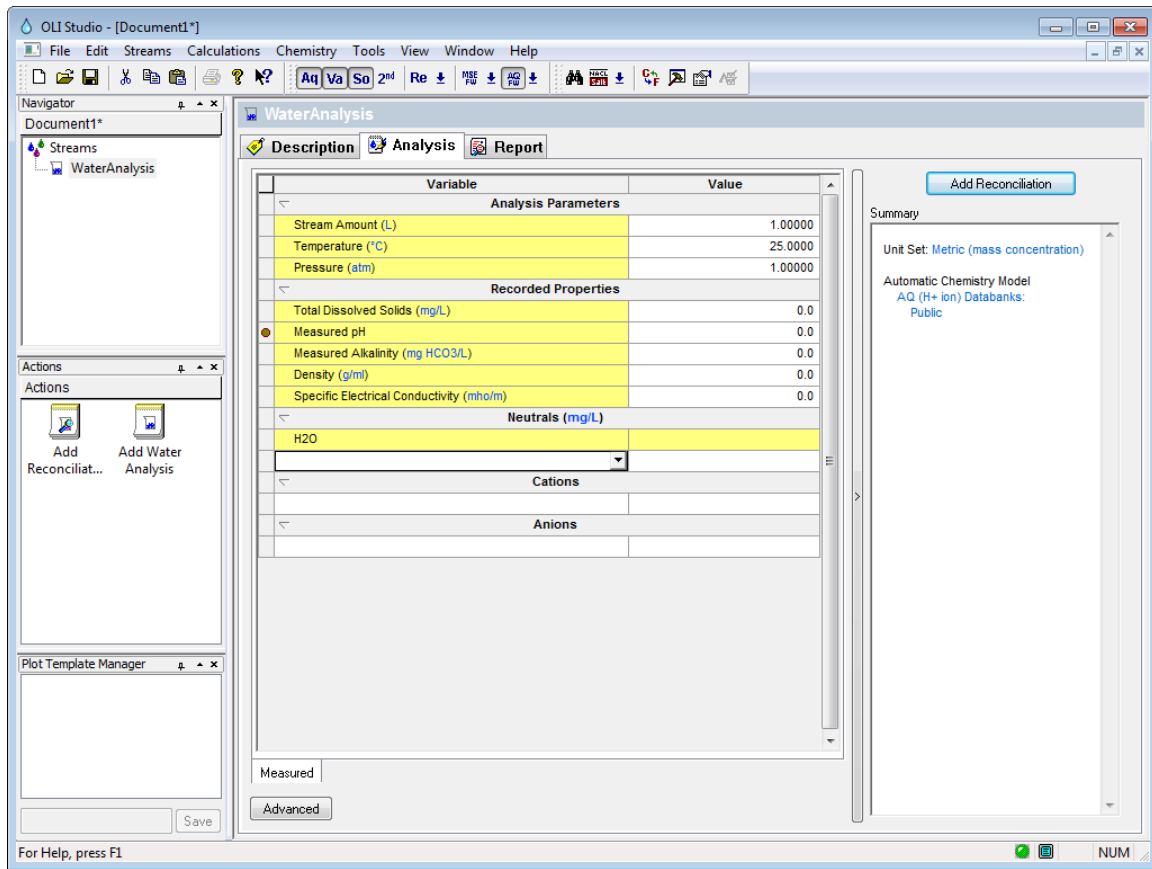 OLI Studio - [Document1*]
File Edit Streams Calculations Chemistry Tools View Window Help
Aq Va So 2nd Re MSE FW AQ FW NACL
Navigator
Document1*
Streams
WaterAnalysis
Actions
Actions
Add Reconciliat...
Add Water Analysis
Plot Template Manager
Save
WaterAnalysis
Description Analysis Report
Variable Value
Analysis Parameters
Stream Amount (L) 1.00000
Temperature (°C) 25.0000
Pressure (atm) 1.00000
Recorded Properties
Total Dissolved Solids (mg/L) 0.0
Measured pH 0.0
Measured Alkalinity (mg HCO3/L) 0.0
Density (g/ml) 0.0
Specific Electrical Conductivity (mho/m) 0.0
Neutrals (mg/L)
H2O
Cations
Anions
Measured
Advanced
Add Reconciliation
Summary
Unit Set: Metric (mass concentration)
Automatic Chemistry Model
AQ (H+ ion) Databanks:
Public
For Help, press F1
NUM